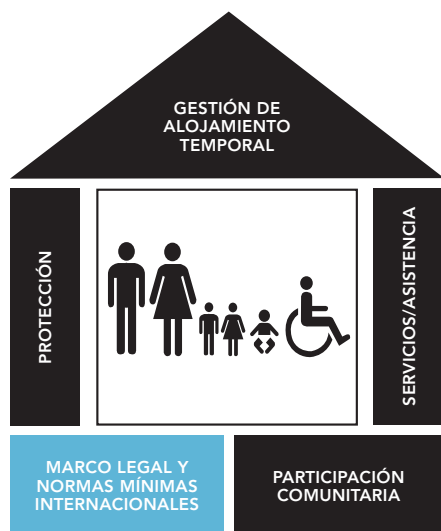 GESTIÓN DE
ALOJAMIENTO
TEMPORAL
PROTECCIÓN
SERVICIOS/ASISTENCIA
MARCO LEGAL Y
NORMAS MÍNIMAS
INTERNACIONALES
PARTICIPACIÓN
COMUNITARIA